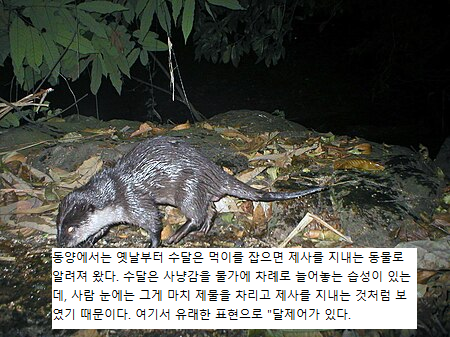 동양에서는 옛날부터 수달은 먹이를 잡으면 제사를 지내는 동물로
알려져 왔다. 수달은 사냥감을 물가에 차례로 늘어놓는 습성이 있는
데, 사람 눈에는 그게 마치 제물을 차리고 제사를 지내는 것처럼 보
였기 때문이다. 여기서 유래한 표현으로 "달제어가 있다.